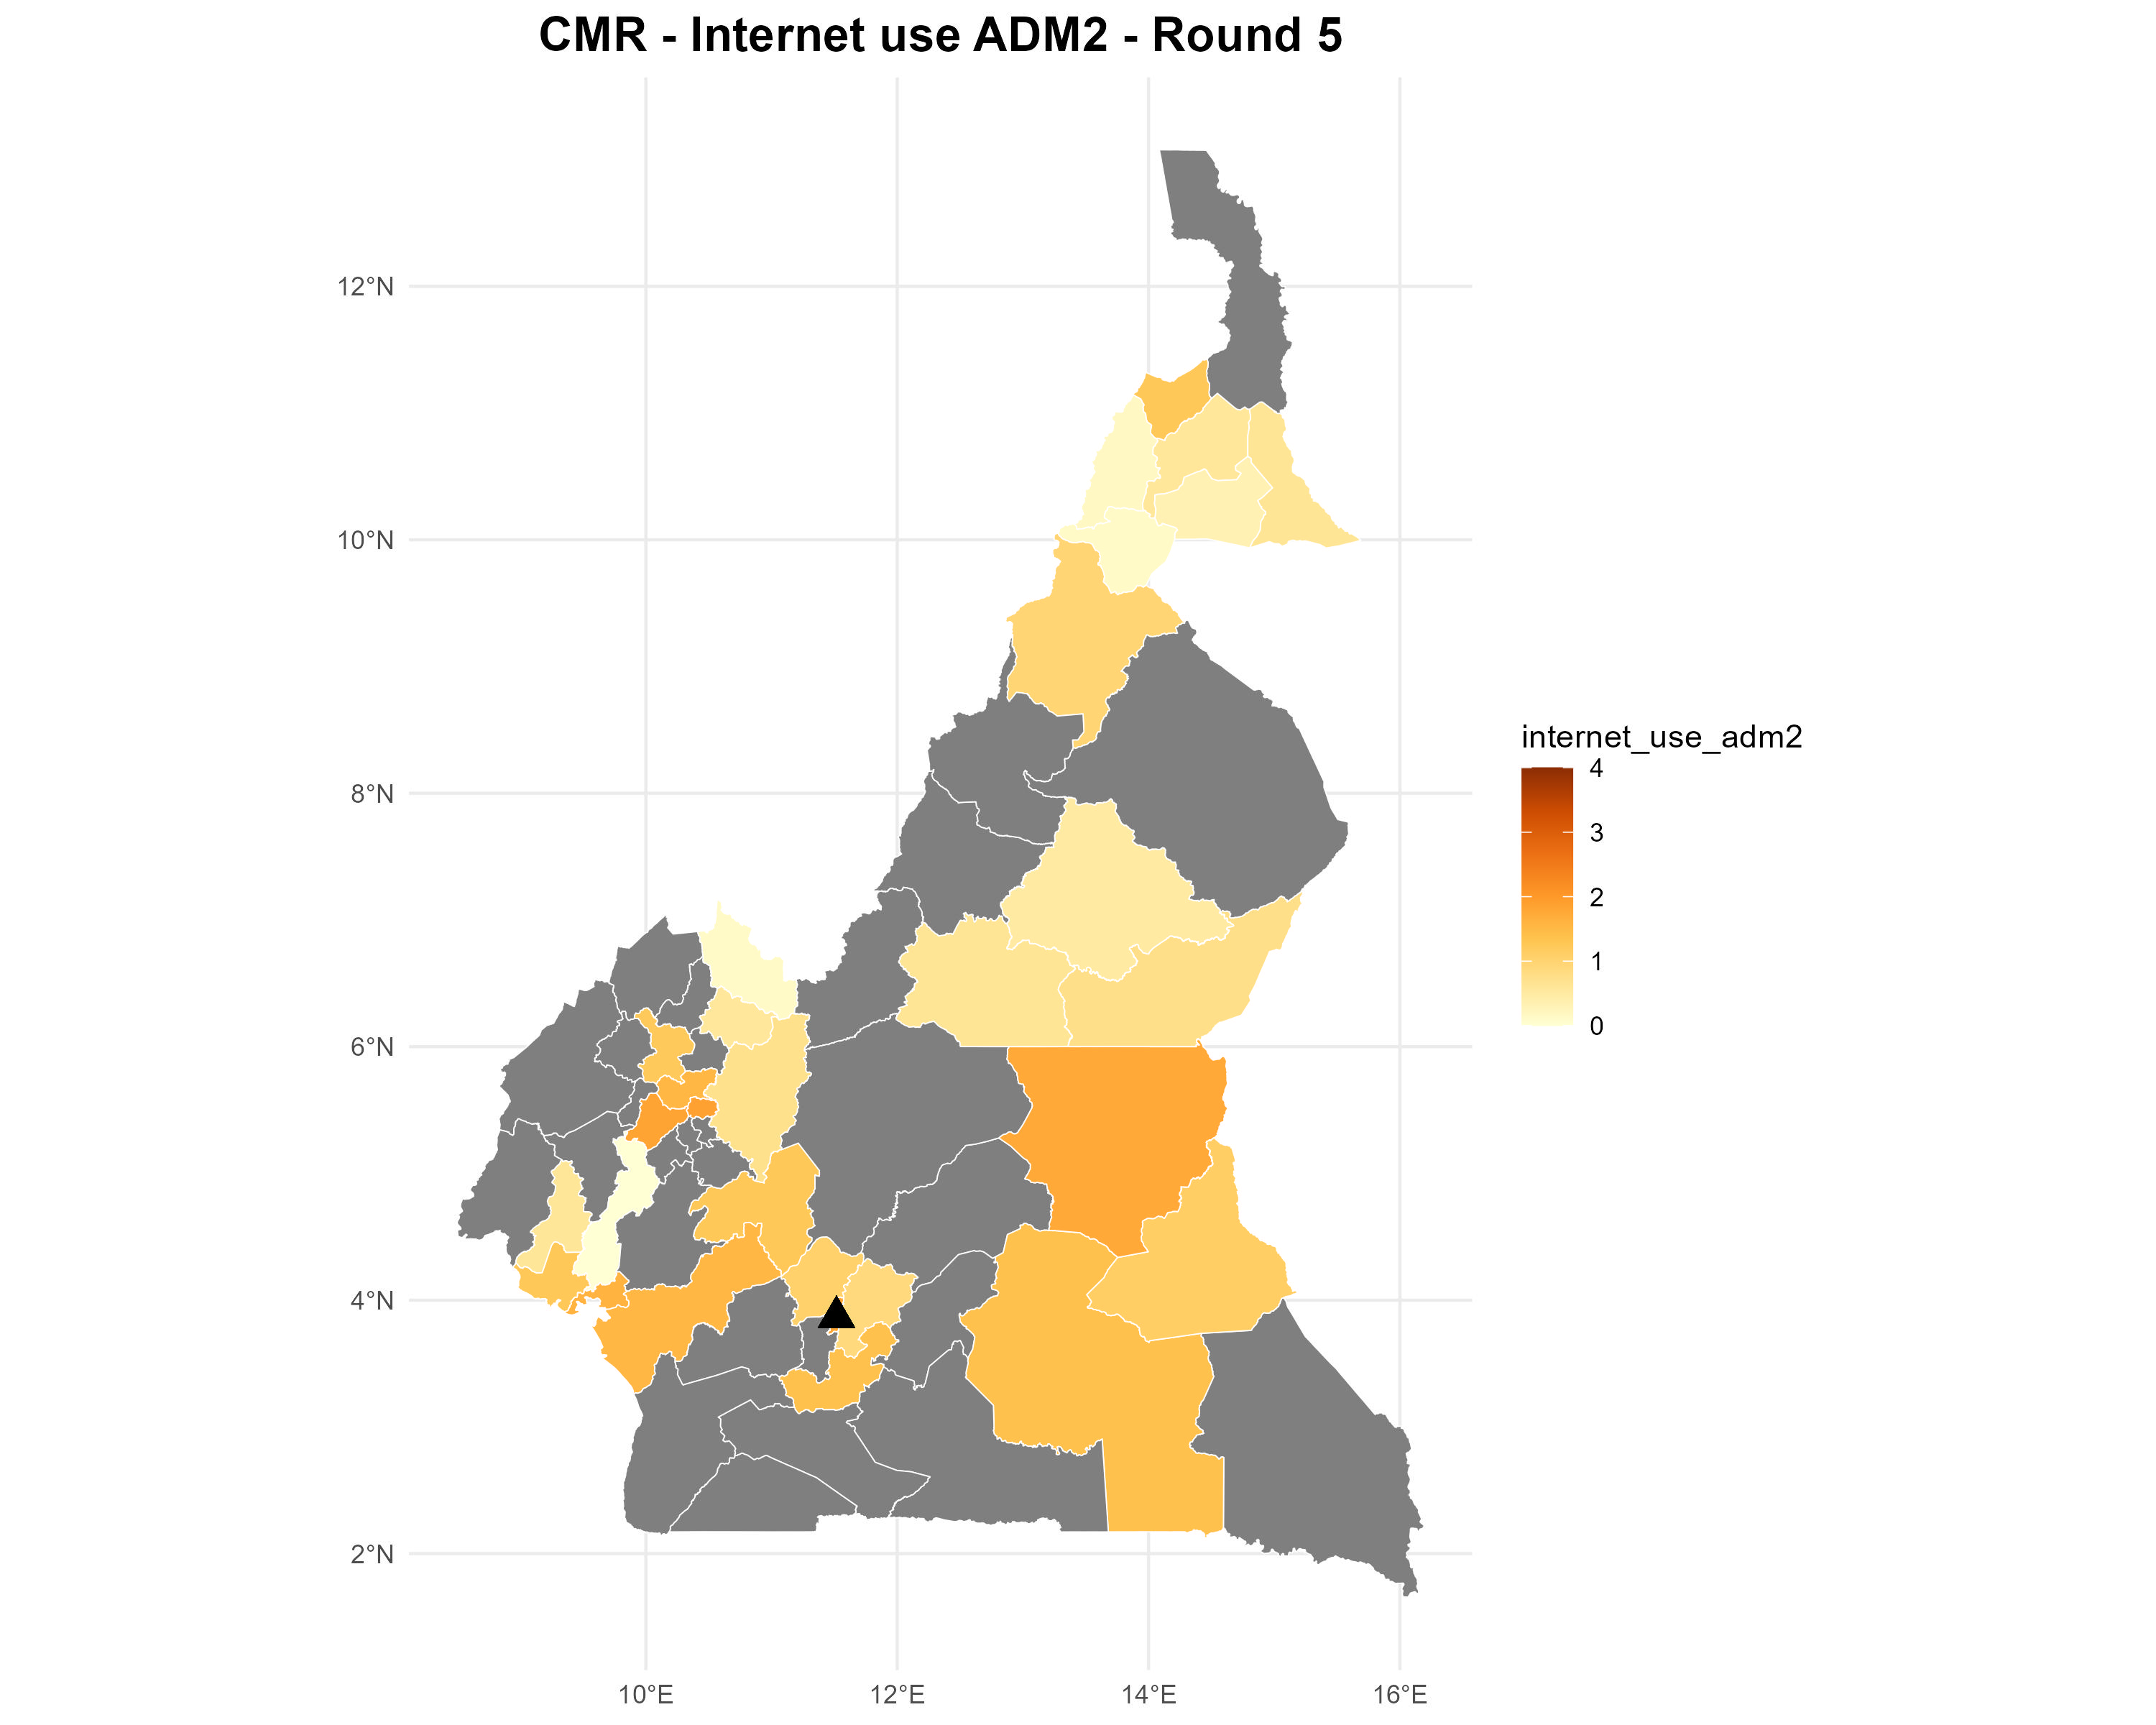 CMR - Internet use ADM2 - Round 5
12°N
10°N
8°N
6°N
4°N
2°N
10°E
12°E
14°E
16°E
internet_use_adm2
4
3
2
1
0